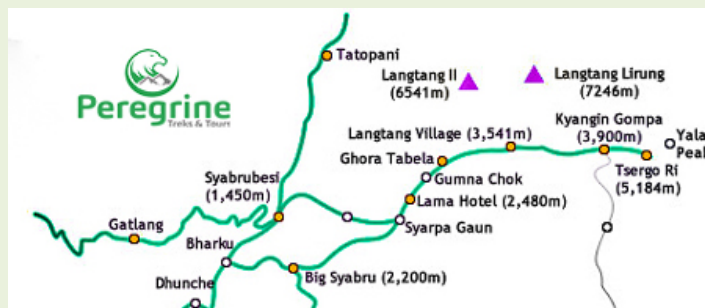 Tatopani
Langtang II
(6541m)
Langtang Lirung
(7246m)
Peregrine
Treks & Tours
Kyangin Gompa
(3,900m)
Langtang Village (3,541m)
Yala
Peak
Ghora Tabela
Tsergo Ri
(5,184m)
Syabrubesi
(1,450m)
Gumna Chok
Lama Hotel (2,480m)
Gatlang
Syarpa Gaun
Bharku
Dhunche
Big Syabru (2,200m)